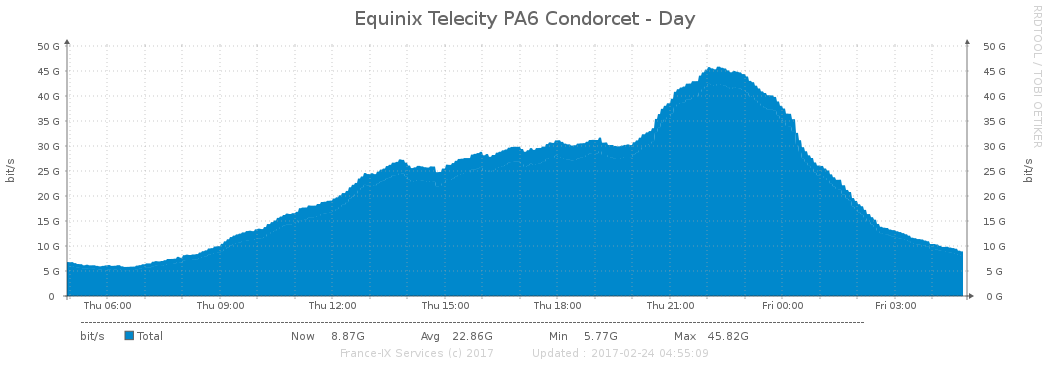 Equinix Telecity PA6 Condorcet - Day
RRDTOOL / TOBI OETIKER
bit/s
50 G
45 G
40 G
35 G
30 G
25 G
20 G
15 G
10 G
5 G
0
50 G
45 G
40 G
35 G
30 G
25 G
20 G
15 G
10 G
5 G
0 G
bit/s
Thu 06:00 Thu 09:00 Thu 12:00 Thu 15:00 Thu 18:00 Thu 21:00 Fri 00:00 Fri 03:00
bit/s Total Now 8.87G Avg 22.86G Min 5.77G Max 45.82G
France-IX Services (c) 2017 Updated : 2017-02-24 04:55:09